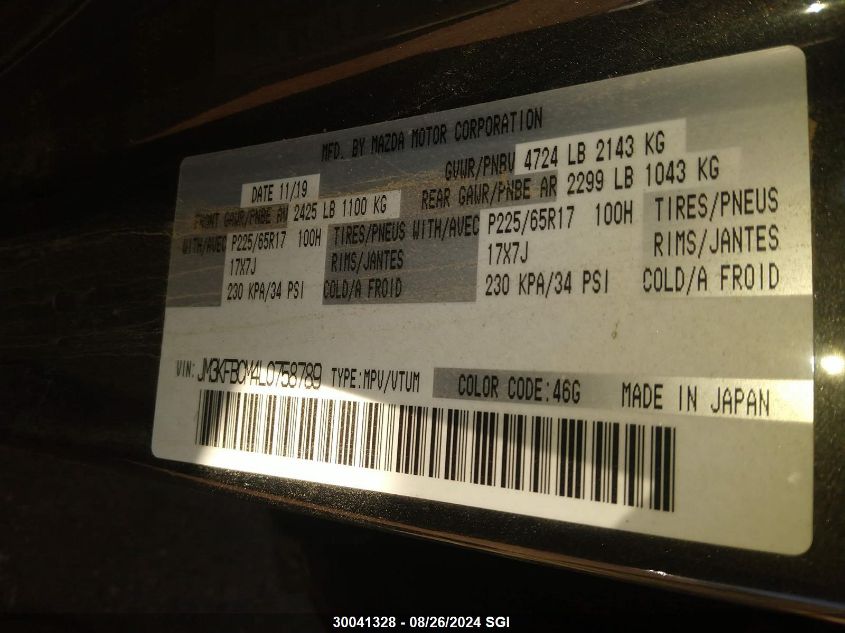 MFD. BY MAZDA MOTOR CORPORATION
DATE 11/19 GVWR/PNBV 4724 LB 2143 KG
FRONT GAWR/PNBE AV 2425 LB 1100 KG REAR GAWR/PNBE AR 2299 LB 1043 KG
WITH/AVEC P225/65R17 100H TIRES/PNEUS WITH/AVEC P225/65R17 100H TIRES/PNEUS
17X7J RIMS/JANTES 17X7J RIMS/JANTES
230 KPA/34 PSI COLD/A FROID 230 KPA/34 PSI COLD/A FROID
VIN: JM3KFBCM4L0758789 TYPE:MPV/VTUM COLOR CODE:46G MADE IN JAPAN
30041328 - 08/26/2024 SGI